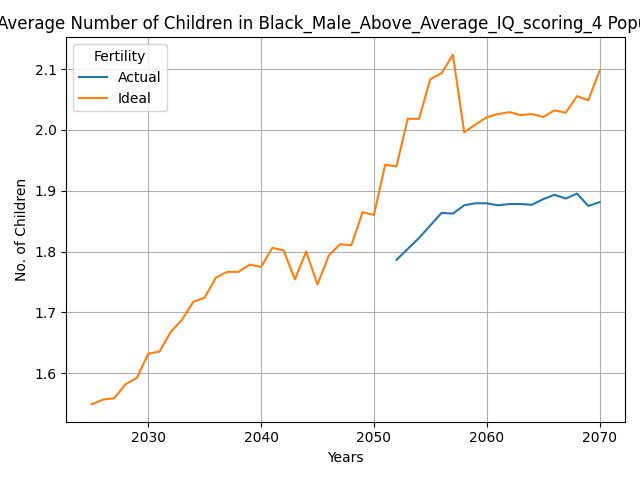 Average Number of Children in Black_Male_Above_Average_IQ_scoring_4 Popu
Fertility
Actual
Ideal
2.1
2.0
1.9
1.8
1.7
1.6
No. of Children
2030 2040 2050 2060 2070
Years